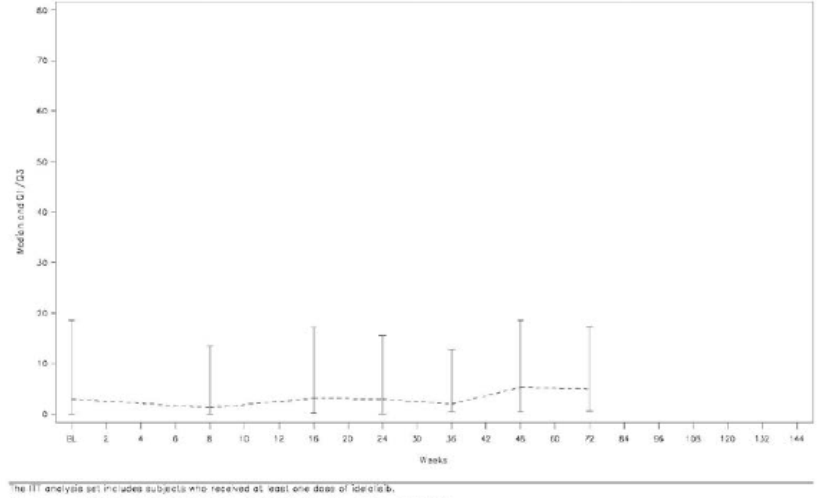 80
70
60
50
40
30
20
10
0
Median and Q1/Q3
BL 2 4 6 8 10 12 16 20 24 30 36 42 48 60 72 84 96 108 120 132 144
Weeks
The ITT analysis set includes subjects who received at least one dose of idelalisib.